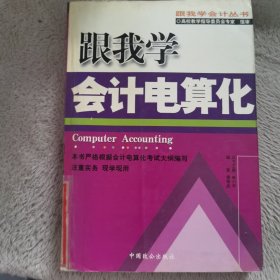 跟我学会计丛书
◎高校教学指导委员会专家 组审
跟我学
会计电算化
Computer Accounting
本书严格根据会计电算化考试大纲编写
注重实务 现学现用
中国致公出版社